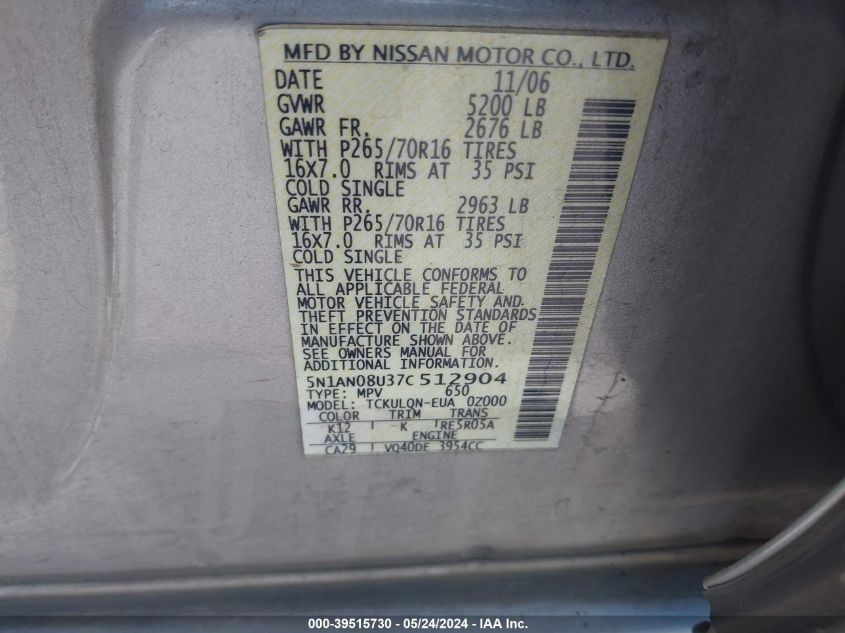 MFD BY NISSAN MOTOR CO., LTD.
DATE 11/06
GVWR 5200 LB
GAWR FR. 2676 LB
WITH P265/70R16 TIRES
16X7.0 RIMS AT 35 PSI
COLD SINGLE
GAWR RR. 2963 LB
WITH P265/70R16 TIRES
16X7.0 RIMS AT 35 PSI
COLD SINGLE
THIS VEHICLE CONFORMS TO
ALL APPLICABLE FEDERAL
MOTOR VEHICLE SAFETY AND
THEFT PREVENTION STANDARDS
IN EFFECT ON THE DATE OF
MANUFACTURE SHOWN ABOVE.
SEE OWNERS MANUAL FOR
ADDITIONAL INFORMATION.
5N1AN08U37C512904
TYPE: MPV 650
MODEL: TCKULQN-EUA 0Z000
COLOR TRIM TRANS
K12 -K RE5R05A
AXLE ENGINE
CA29 VQ40DE 3954CC
000-39515730 - 05/24/2024 - IAA Inc.